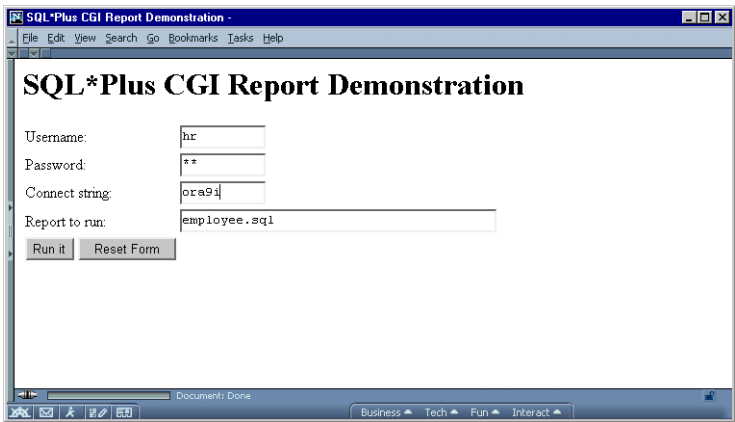 SQL*Plus CGI Report Demonstration -
File Edit View Search Go Bookmarks Tasks Help
SQL*Plus CGI Report Demonstration
Username: hr
Password: **
Connect string: ora9i
Report to run: employee.sql
Run it Reset Form
Document: Done
Business Tech Fun Interact